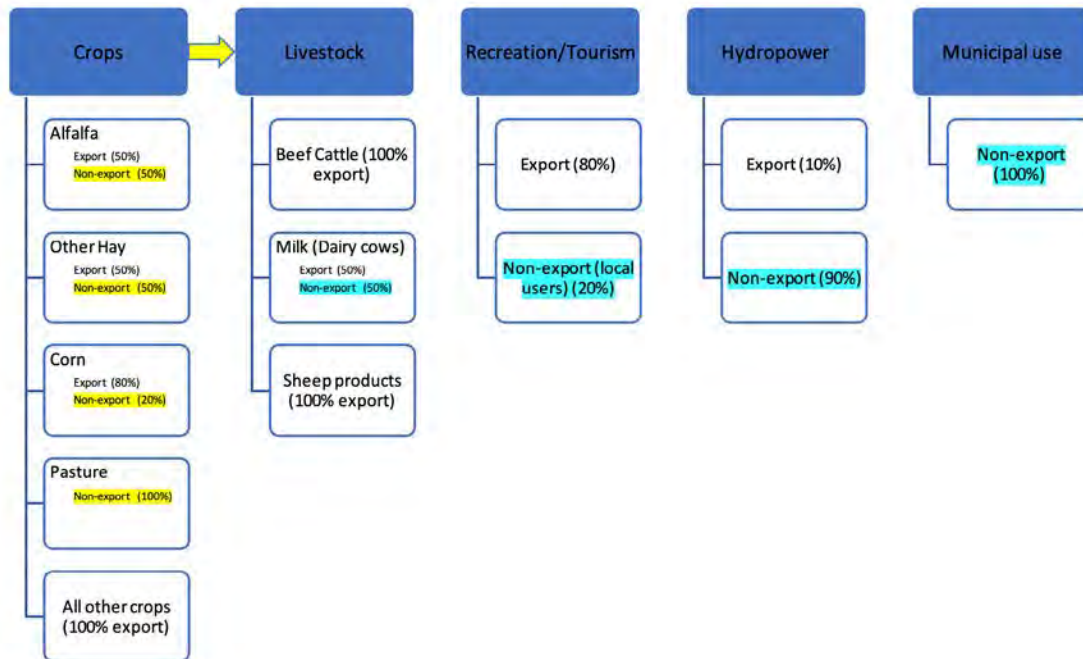 Crops
Livestock
Recreation/Tourism
Hydropower
Municipal use
Alfalfa
Export (50%)
Non-export (50%)
Other Hay
Export (50%)
Non-export (50%)
Corn
Export (80%)
Non-export (20%)
Pasture
Non-export (100%)
All other crops
(100% export)
Beef Cattle (100%
export)
Milk (Dairy cows)
Export (50%)
Non-export (50%)
Sheep products
(100% export)
Export (80%)
Non-export (local
users) (20%)
Export (10%)
Non-export (90%)
Non-export
(100%)